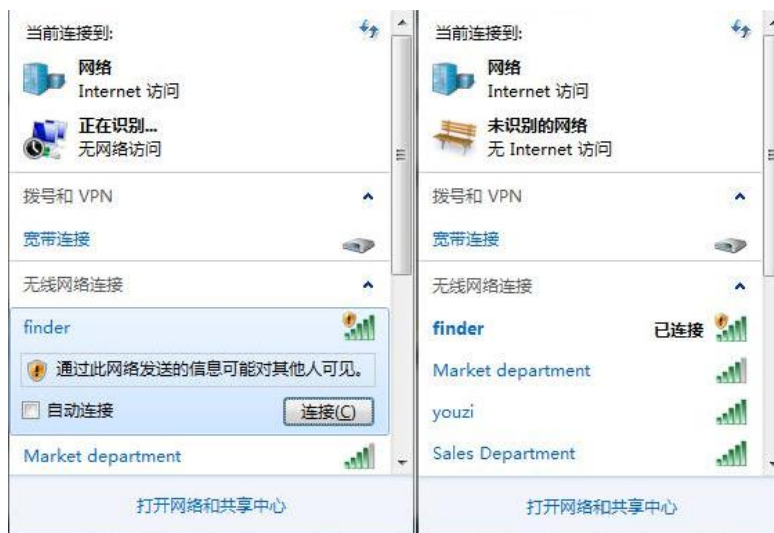 当前连接到:
网络
Internet 访问
正在识别...
无网络访问
拨号和 VPN
宽带连接
无线网络连接
finder
通过此网络发送的信息可能对其他人可见。
自动连接
连接(C)
Market department
打开网络和共享中心
当前连接到:
网络
Internet 访问
未识别的网络
无 Internet 访问
拨号和 VPN
宽带连接
无线网络连接
finder 已连接
Market department
youzi
Sales Department
打开网络和共享中心